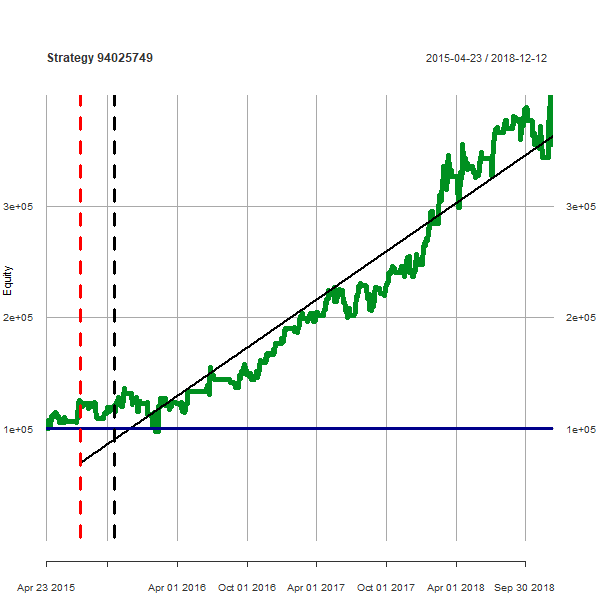 Strategy 94025749
2015-04-23 / 2018-12-12
3e+05
3e+05
Equity
2e+05
2e+05
1e+05
1e+05
Apr 23 2015
Apr 01 2016
Oct 01 2016
Apr 01 2017
Oct 01 2017
Apr 01 2018
Sep 30 2018